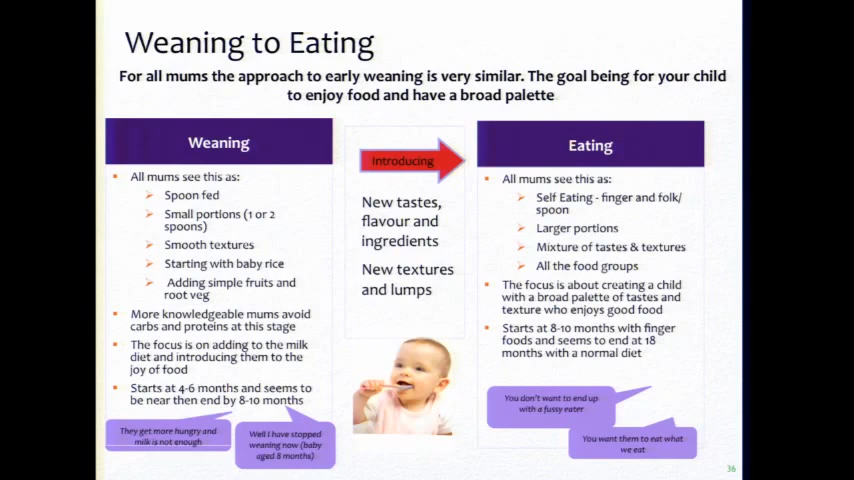 Weaning to Eating
For all mums the approach to early weaning is very similar. The goal being for your child
to enjoy food and have a broad palette
Weaning
All mums see this as:
Spoon fed
Small portions (1 or 2
spoons)
Smooth textures
Starting with baby rice
Adding simple fruits and
root veg
More knowledgeable mums avoid
carbs and proteins at this stage
The focus is on adding to the milk
diet and introducing them to the
joy of food
Starts at 4-6 months and seems to
be near then end by 8-10 months
They get more hungry and
milk is not enough
Well I have stopped
weaning now (baby
aged 8 months)
Introducing
New tastes,
flavour and
ingredients
New textures
and lumps
Eating
All mums see this as:
Self Eating - finger and folk/
spoon
Larger portions
Mixture of tastes & textures
All the food groups
The focus is about creating a child
with a broad palette of tastes and
texture who enjoys good food
Starts at 8-10 months with finger
foods and seems to end at 18
months with a normal diet
You don't want to end up
with a fussy eater
You want them to eat what
we eat
36